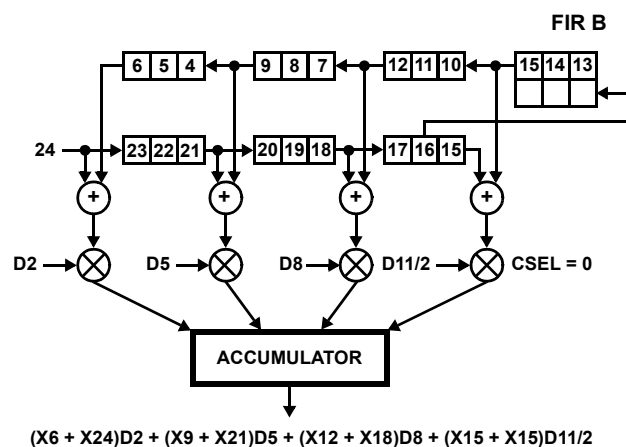 FIR B
6 5 4 9 8 7 12 11 10 15 14 13
24 23 22 21 20 19 18 17 16 15
+ + + +
D2 D5 D8 D11/2 CSEL = 0
ACCUMULATOR
(X6 + X24)D2 + (X9 + X21)D5 + (X12 + X18)D8 + (X15 + X15)D11/2